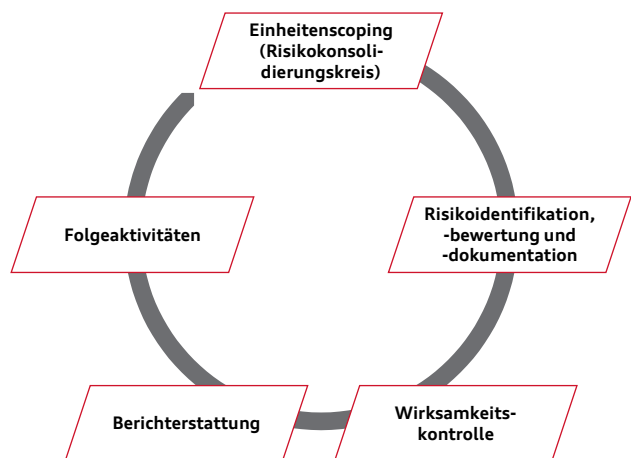 Einheitenscoping
(Risikokonsoli-
dierungskreis)
Risikoidentifikation,
-bewertung und
-dokumentation
Wirksamkeits-
kontrolle
Berichterstattung
Folgeaktivitäten